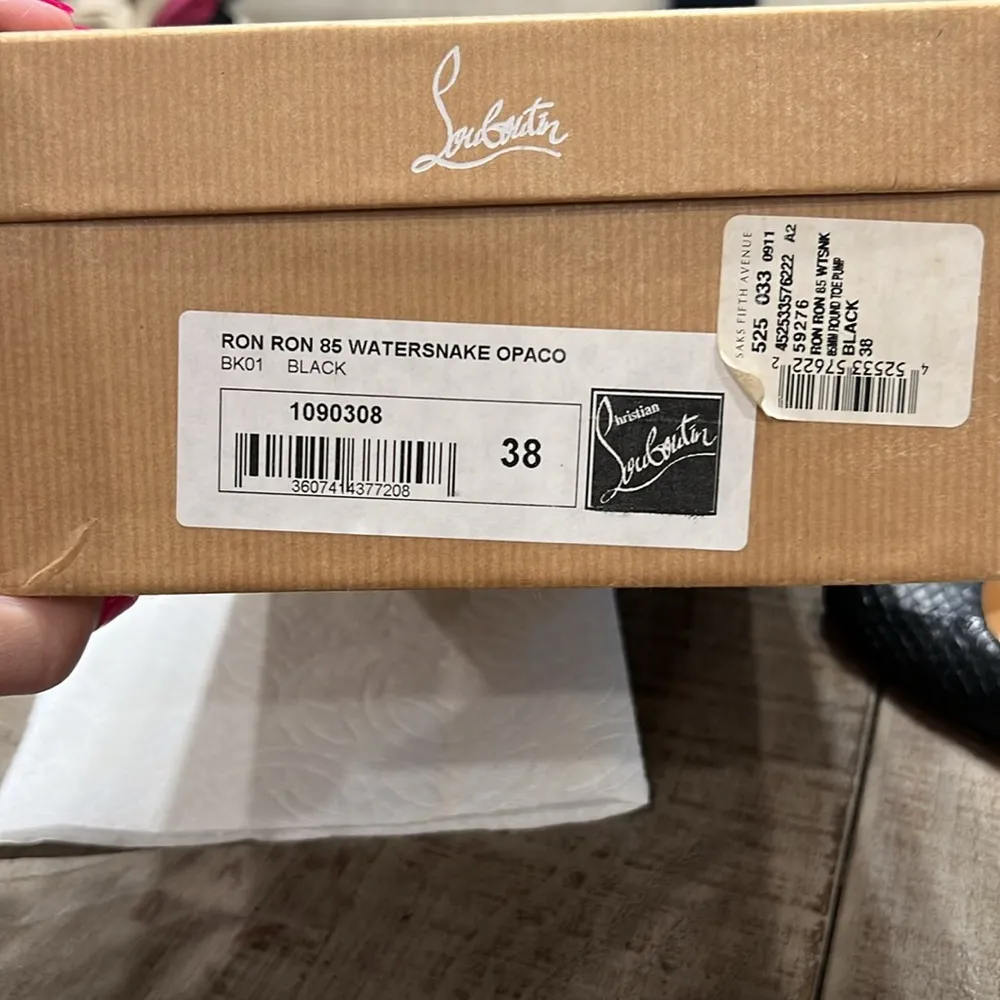 Louboutin
RON RON 85 WATERSNAKE OPACO
BK01 BLACK
1090308
3607414377208
38
Christian
Louboutin
SAKS FIFTH AVENUE
525 033 0911
452533576222 A2
59276
RON RON 85 WTSNK
85MM ROUND TOE PUMP
BLACK
38
4 52533 57622 2